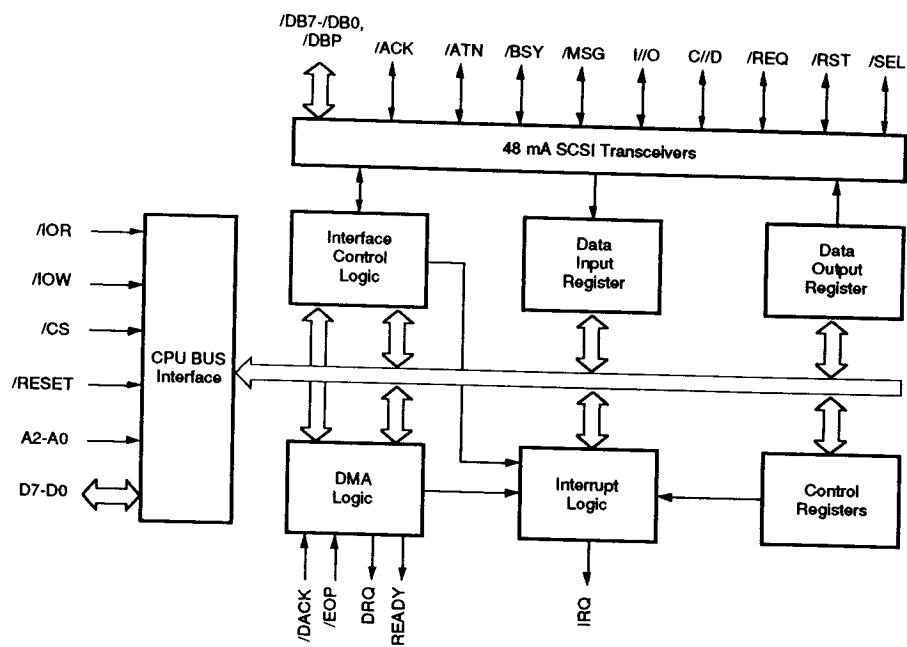 /DB7-/DB0,
/DBP
/ACK
/ATN
/BSY
/MSG
I//O
C//D
/REQ
/RST
/SEL
48 mA SCSI Transceivers
/IOR
/IOW
/CS
/RESET
A2-A0
D7-D0
CPU BUS
Interface
Interface
Control
Logic
Data
Input
Register
Data
Output
Register
DMA
Logic
Interrupt
Logic
Control
Registers
/DACK
/EOP
DRQ
READY
IRQ